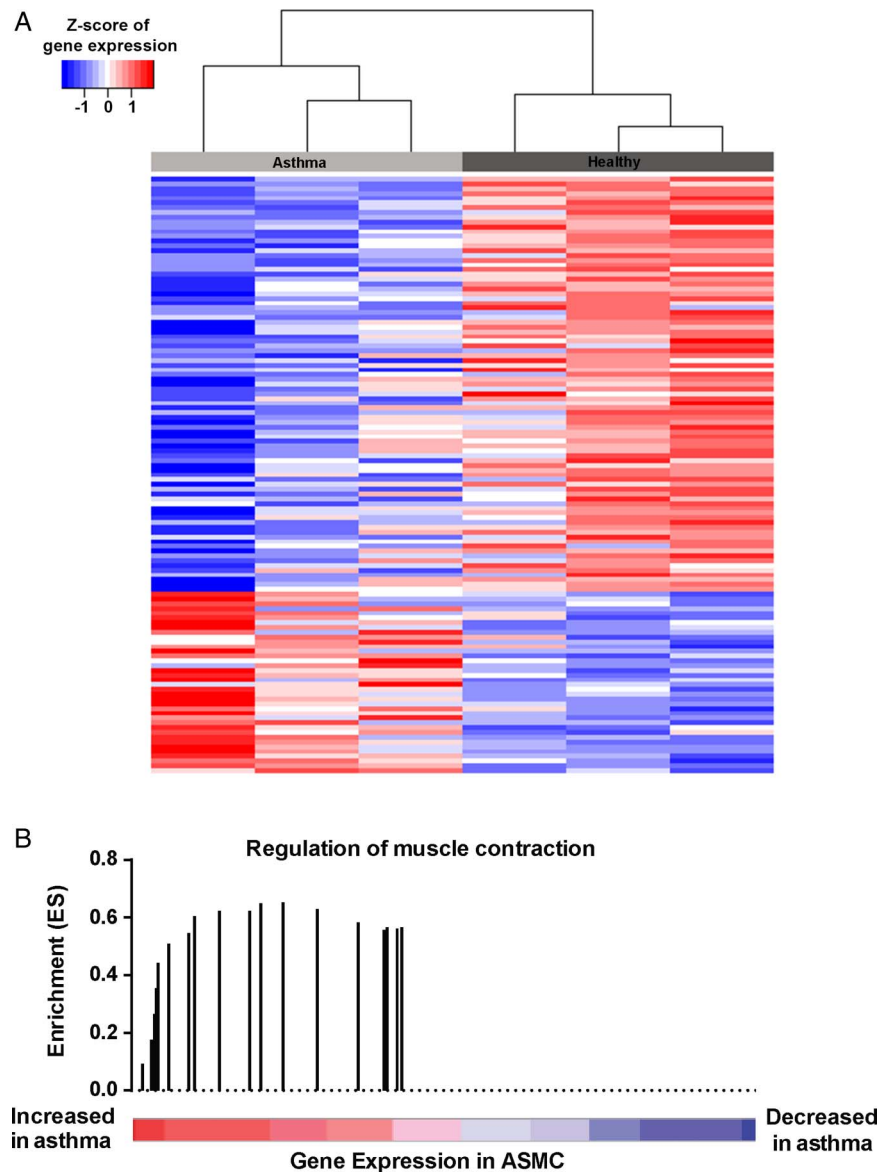 A
Z-score of
gene expression
-1 0 1
Asthma Healthy
B
Regulation of muscle contraction
Enrichment (ES)
0.8
0.6
0.4
0.2
0.0
Increased
in asthma
Decreased
in asthma
Gene Expression in ASMC